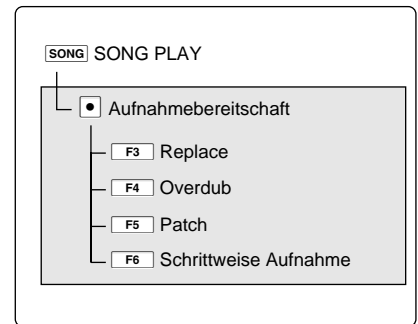 SONG SONG PLAY
Aufnahmebereitschaft
F3 Replace
F4 Overdub
F5 Patch
F6 Schrittweise Aufnahme